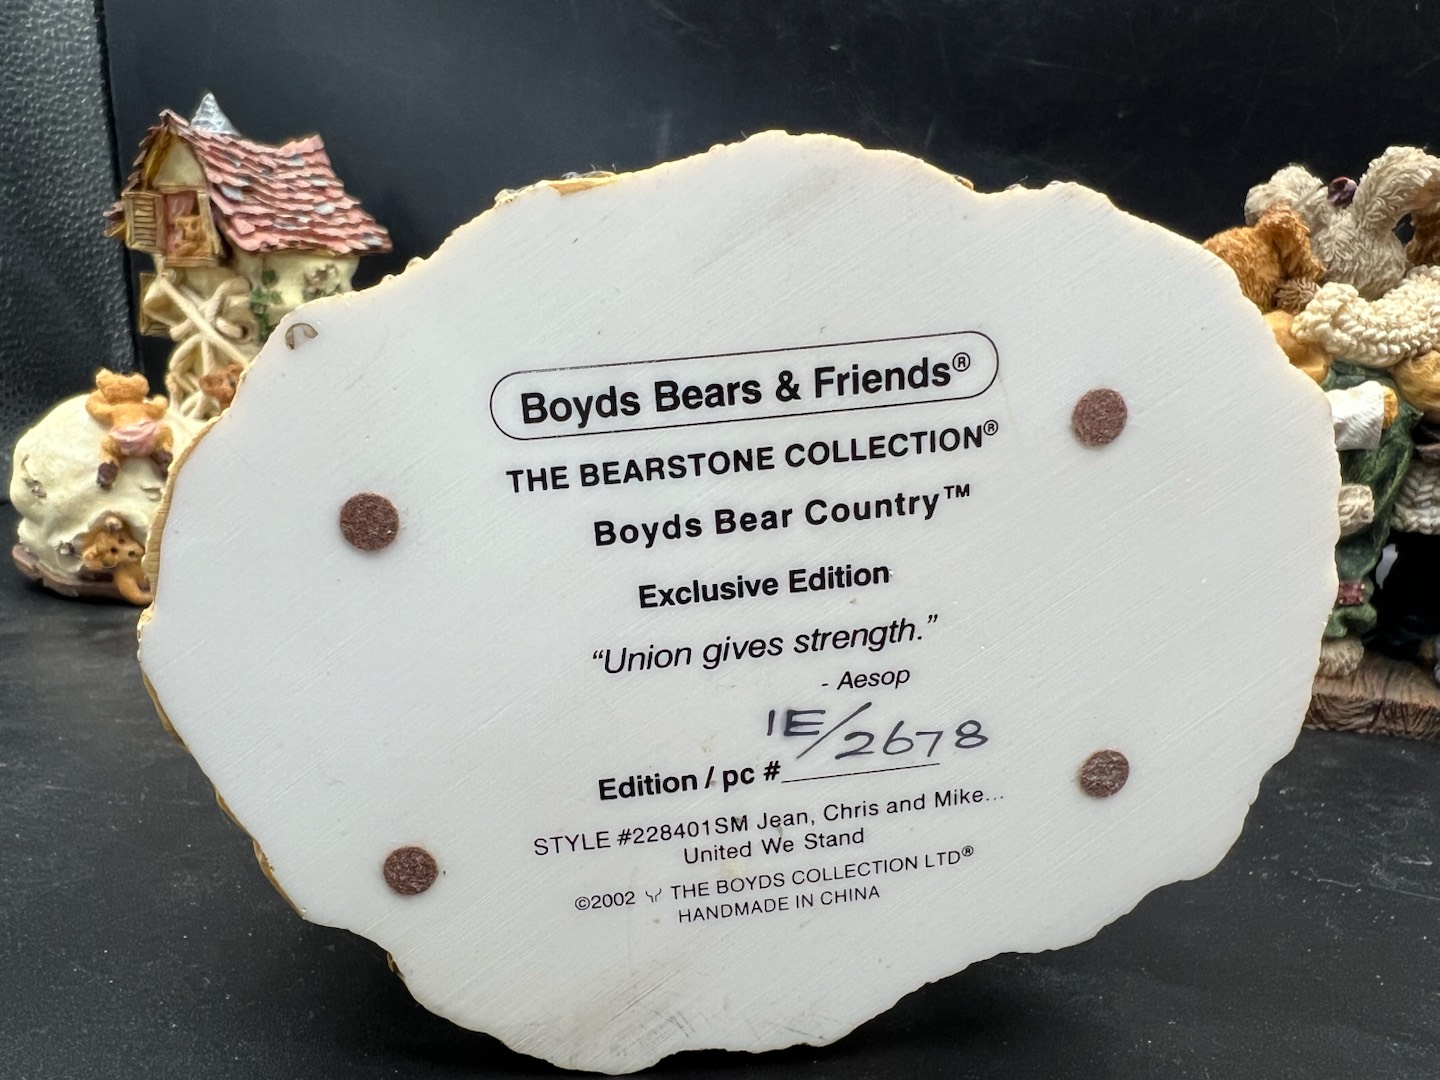 Boyds Bears & Friends®
THE BEARSTONE COLLECTION®
Boyds Bear Country™
Exclusive Edition
“Union gives strength.”
- Aesop
1E/2678
Edition / pc #
STYLE #228401SM Jean, Chris and Mike...
United We Stand
©2002 THE BOYDS COLLECTION LTD®
HANDMADE IN CHINA